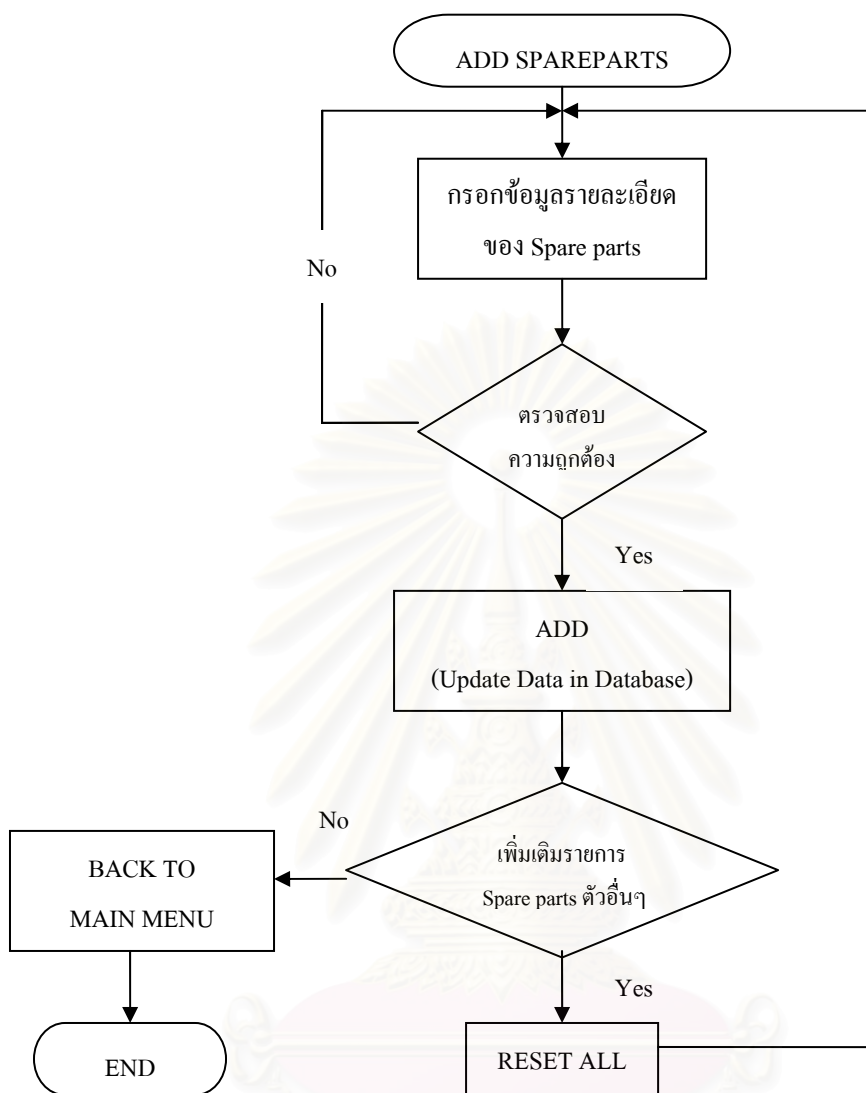 ADD SPAREPARTS
กรอกข้อมูลรายละเอียด
ของ Spare parts
No
ตรวจสอบ
ความถูกต้อง
Yes
ADD
(Update Data in Database)
No
เพิ่มเติมรายการ
Spare parts ตัวอื่นๆ
BACK TO
MAIN MENU
Yes
RESET ALL
END